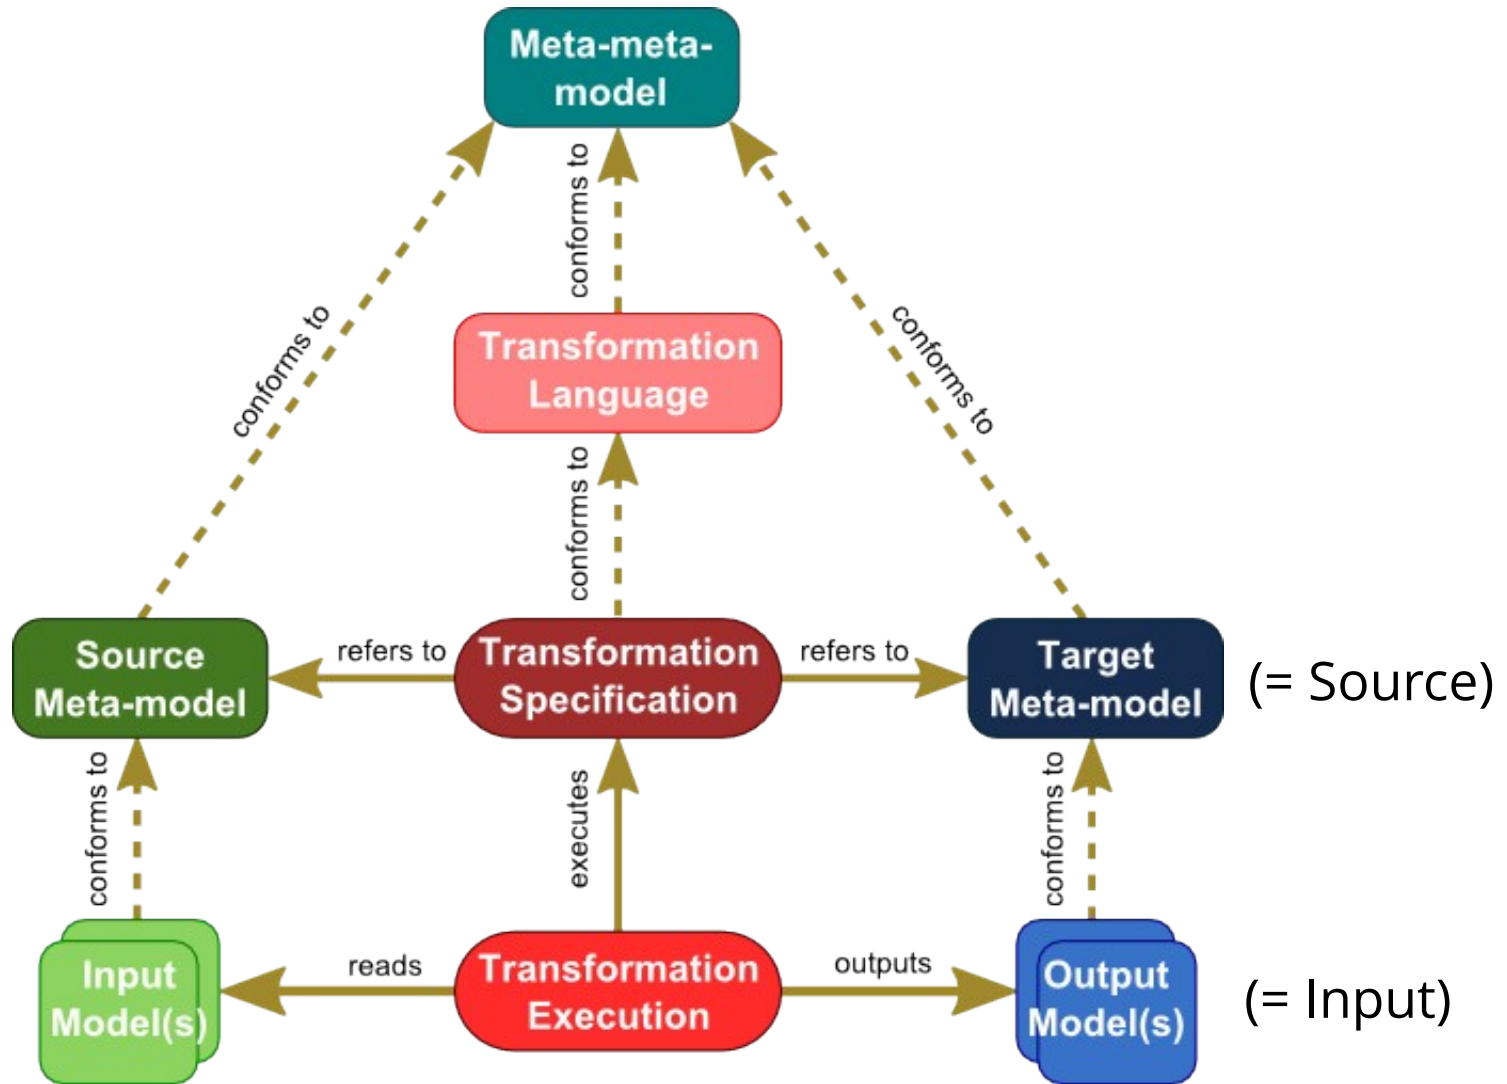 Meta-meta-
model
conforms to
conforms to
conforms to
Transformation
Language
conforms to
Source
Meta-model
refers to
Transformation
Specification
refers to
Target
Meta-model
(= Source)
conforms to
executes
conforms to
Input
Model(s)
reads
Transformation
Execution
outputs
Output
Model(s)
(= Input)